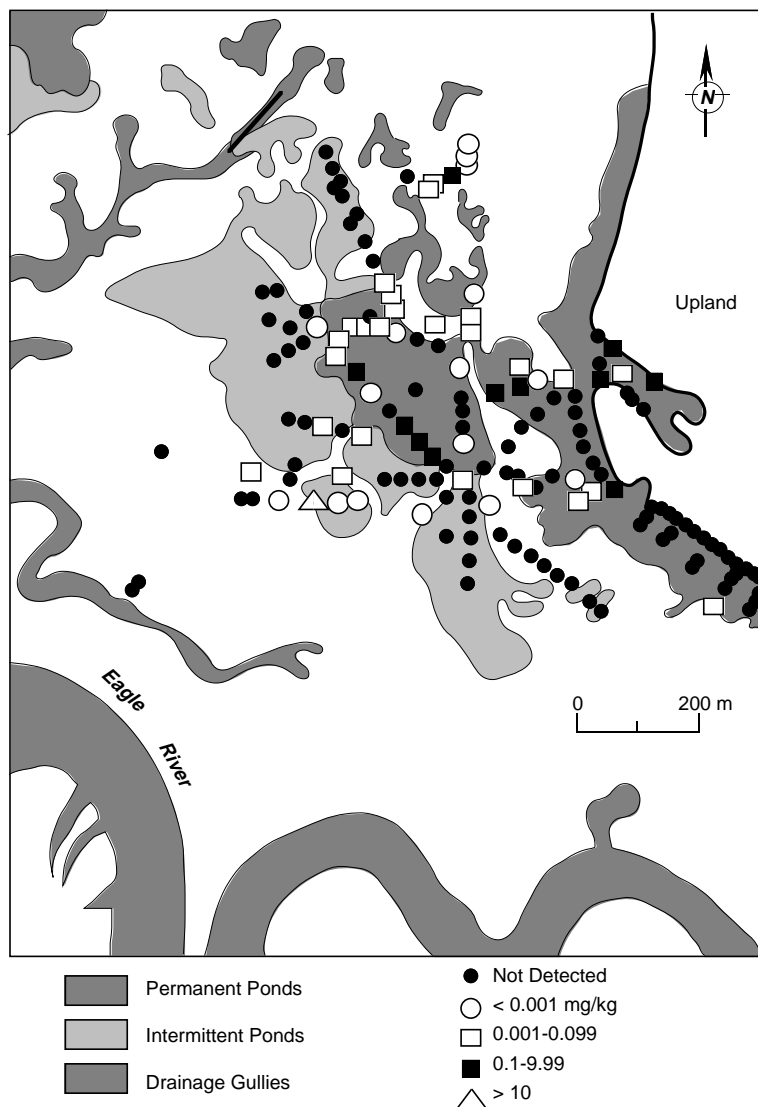 N
Upland
Eagle
River
0 200 m
Permanent Ponds
Intermittent Ponds
Drainage Gullies
Not Detected
< 0.001 mg/kg
0.001-0.099
0.1-9.99
> 10